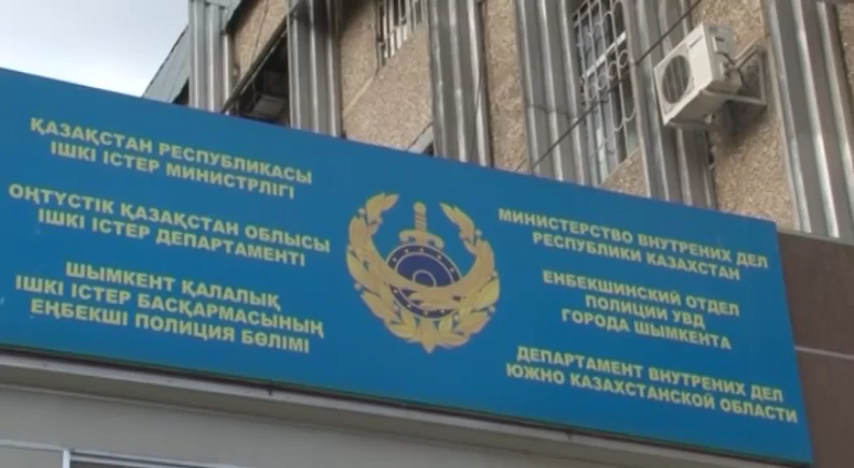 ҚАЗАҚСТАН РЕСПУБЛИКАСЫ
ІШКІ ІСТЕР МИНИСТРЛІГІ
ОҢТҮСТІК ҚАЗАҚСТАН ОБЛЫСЫ
ІШКІ ІСТЕР ДЕПАРТАМЕНТІ
ШЫМКЕНТ ҚАЛАЛЫҚ
ІШКІ ІСТЕР БАСҚАРМАСЫНЫҢ
ЕҢБЕКШІ ПОЛИЦИЯ БӨЛІМІ
МИНИСТЕРСТВО ВНУТРЕНИХ ДЕЛ
РЕСПУБЛИКИ КАЗАХСТАН
ЕНБЕКШИНСКИЙ ОТДЕЛ
ПОЛИЦИИ УВД
ГОРОДА ШЫМКЕНТА
ДЕПАРТАМЕНТ ВНУТРЕНИХ ДЕЛ
ЮЖНО КАЗАХСТАНСКОЙ ОБЛАСТИ